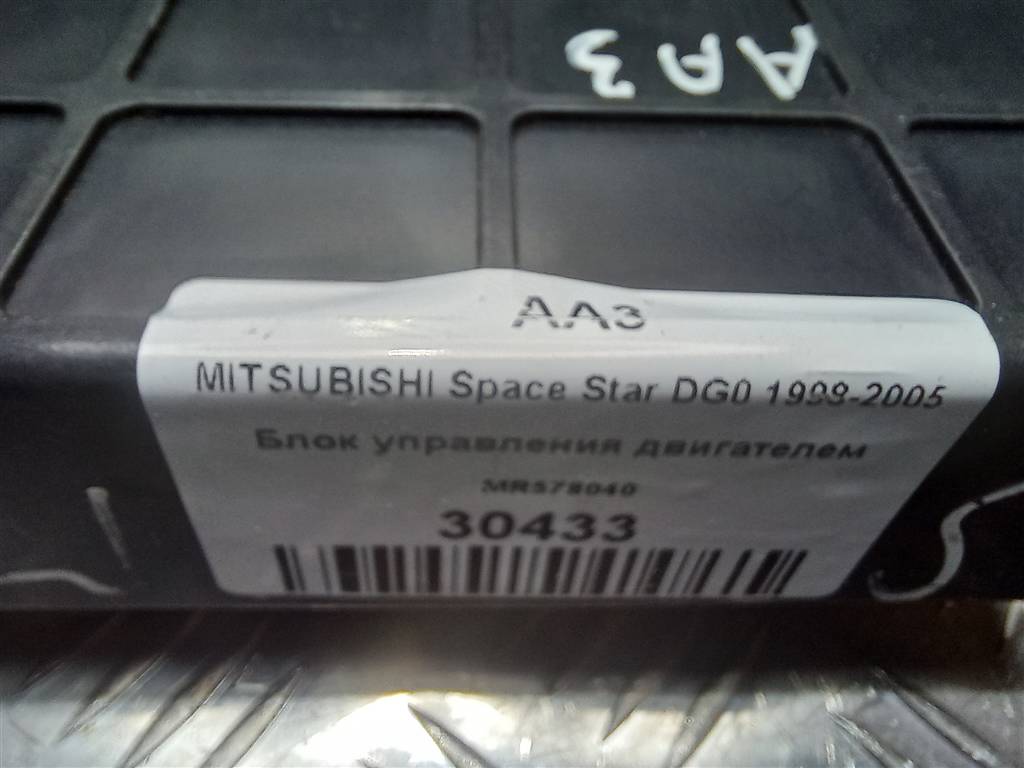 AA3
AA3
MITSUBISHI Space Star DG0 1998-2005
Блок управления двигателем
MR578040
30433